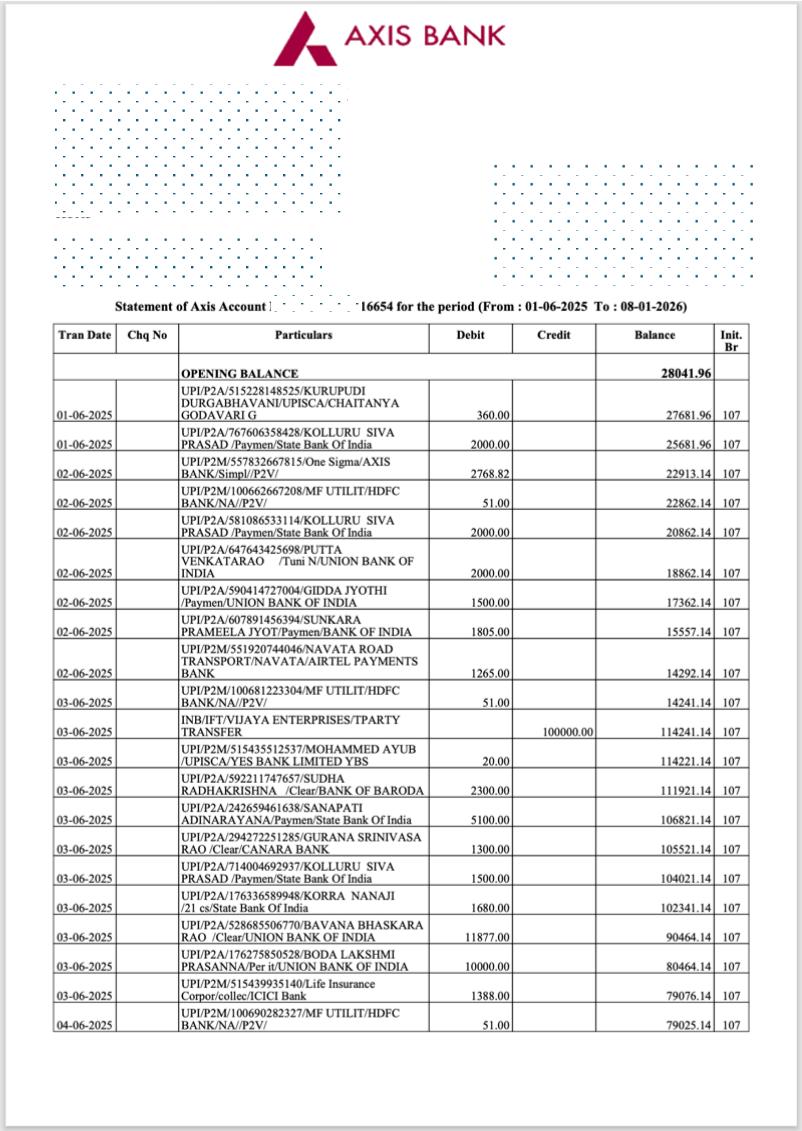 AXIS BANK
Statement of Axis Account 16654 for the period (From : 01-06-2025 To : 08-01-2026)
Tran Date Chq No Particulars Debit Credit Balance Init.
Br
OPENING BALANCE 28041.96
UPI/P2A/515228148525/KURUPUDI
DURGABHAVANI/UPISCA/CHAITANYA
01-06-2025 GODAVARI G 360.00 27681.96 107
UPI/P2A/767606358428/KOLLURU SIVA
01-06-2025 PRASAD /Paymen/State Bank Of India 2000.00 25681.96 107
UPI/P2M/557832667815/One Sigma/AXIS
02-06-2025 BANK/Simpl//P2V/ 2768.82 22913.14 107
UPI/P2M/100662667208/MF UTILIT/HDFC
02-06-2025 BANK/NA//P2V/ 51.00 22862.14 107
UPI/P2A/581086533114/KOLLURU SIVA
02-06-2025 PRASAD /Paymen/State Bank Of India 2000.00 20862.14 107
UPI/P2A/647643425698/PUTTA
VENKATARAO /Tuni N/UNION BANK OF
02-06-2025 INDIA 2000.00 18862.14 107
UPI/P2A/590414727004/GIDDA JYOTHI
02-06-2025 /Paymen/UNION BANK OF INDIA 1500.00 17362.14 107
UPI/P2A/607891456394/SUNKARA
02-06-2025 PRAMEELA JYOT/Paymen/BANK OF INDIA 1805.00 15557.14 107
UPI/P2M/551920744046/NAVATA ROAD
TRANSPORT/NAVATA/AIRTEL PAYMENTS
02-06-2025 BANK 1265.00 14292.14 107
UPI/P2M/100681223304/MF UTILIT/HDFC
03-06-2025 BANK/NA//P2V/ 51.00 14241.14 107
INB/IFT/VIJAYA ENTERPRISES/TPARTY
03-06-2025 TRANSFER 100000.00 114241.14 107
UPI/P2M/515435512537/MOHAMMED AYUB
03-06-2025 /UPISCA/YES BANK LIMITED YBS 20.00 114221.14 107
UPI/P2A/592211747657/SUDHA
03-06-2025 RADHAKRISHNA /Clear/BANK OF BARODA 2300.00 111921.14 107
UPI/P2A/242659461638/SANAPATI
03-06-2025 ADINARAYANA/Paymen/State Bank Of India 5100.00 106821.14 107
UPI/P2A/294272251285/GURANA SRINIVASA
03-06-2025 RAO /Clear/CANARA BANK 1300.00 105521.14 107
UPI/P2A/714004692937/KOLLURU SIVA
03-06-2025 PRASAD /Paymen/State Bank Of India 1500.00 104021.14 107
UPI/P2A/176336589948/KORRA NANAJI
03-06-2025 /21 cs/State Bank Of India 1680.00 102341.14 107
UPI/P2A/528685506770/BAVANA BHASKARA
03-06-2025 RAO /Clear/UNION BANK OF INDIA 11877.00 90464.14 107
UPI/P2A/176275850528/BODA LAKSHMI
03-06-2025 PRASANNA/Per it/UNION BANK OF INDIA 10000.00 80464.14 107
UPI/P2M/515439935140/Life Insurance
03-06-2025 Corpor/collec/ICICI Bank 1388.00 79076.14 107
UPI/P2M/100690282327/MF UTILIT/HDFC
04-06-2025 BANK/NA//P2V/ 51.00 79025.14 107